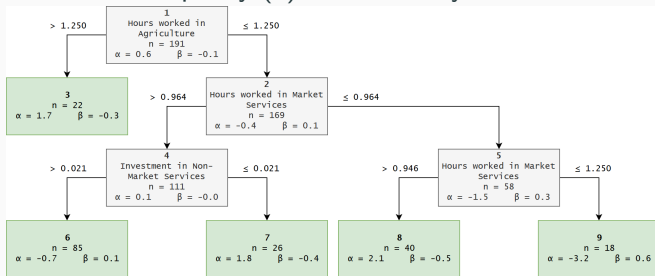 1
Hours worked in
Agriculture
n = 191
α = 0.6 β = -0.1
> 1.250
≤ 1.250
3
n = 22
α = 1.7 β = -0.3
2
Hours worked in Market
Services
n = 169
α = -0.4 β = 0.1
> 0.964
≤ 0.964
4
Investment in Non-
Market Services
n = 111
α = 0.1 β = -0.0
5
Hours worked in Market
Services
n = 58
α = -1.5 β = 0.3
> 0.021
≤ 0.021
> 0.946
≤ 1.250
6
n = 85
α = -0.7 β = 0.1
7
n = 26
α = 1.8 β = -0.4
8
n = 40
α = 2.1 β = -0.5
9
n = 18
α = -3.2 β = 0.6